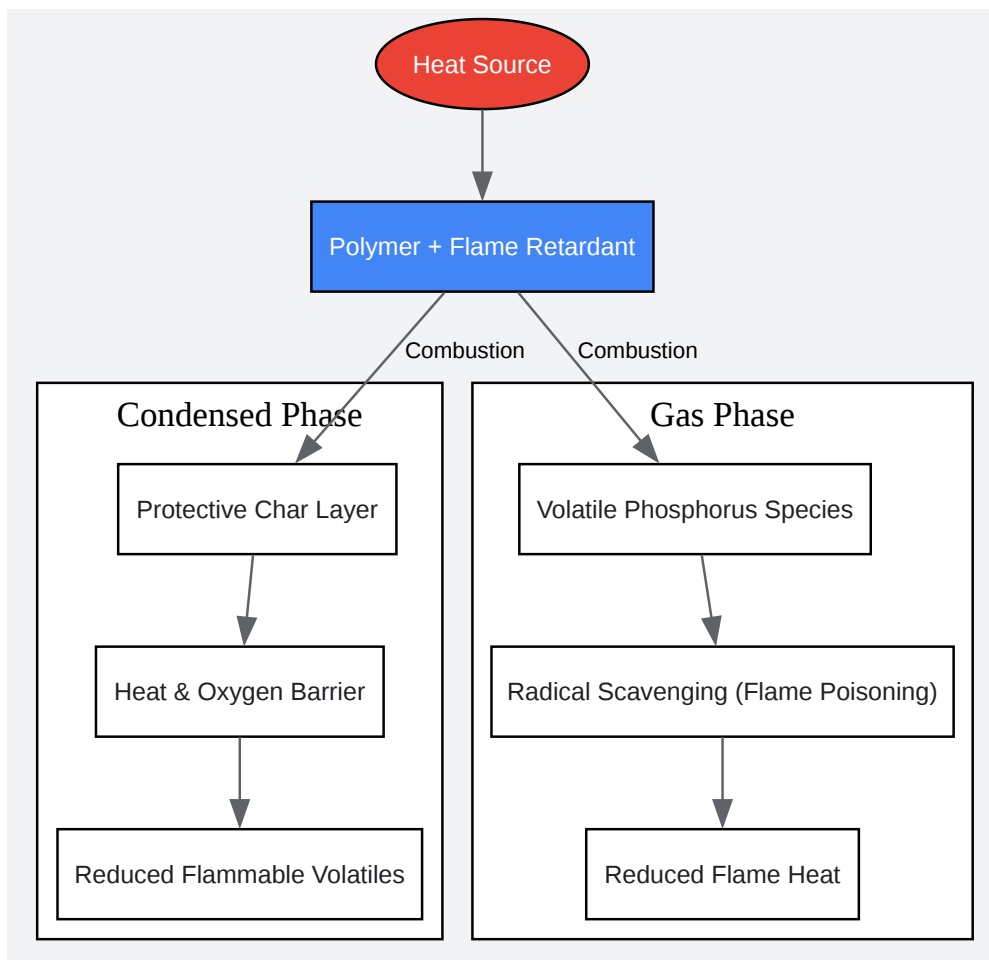 Heat Source
Polymer + Flame Retardant
Combustion
Combustion
Condensed Phase
Protective Char Layer
Heat & Oxygen Barrier
Reduced Flammable Volatiles
Gas Phase
Volatile Phosphorus Species
Radical Scavenging (Flame Poisoning)
Reduced Flame Heat